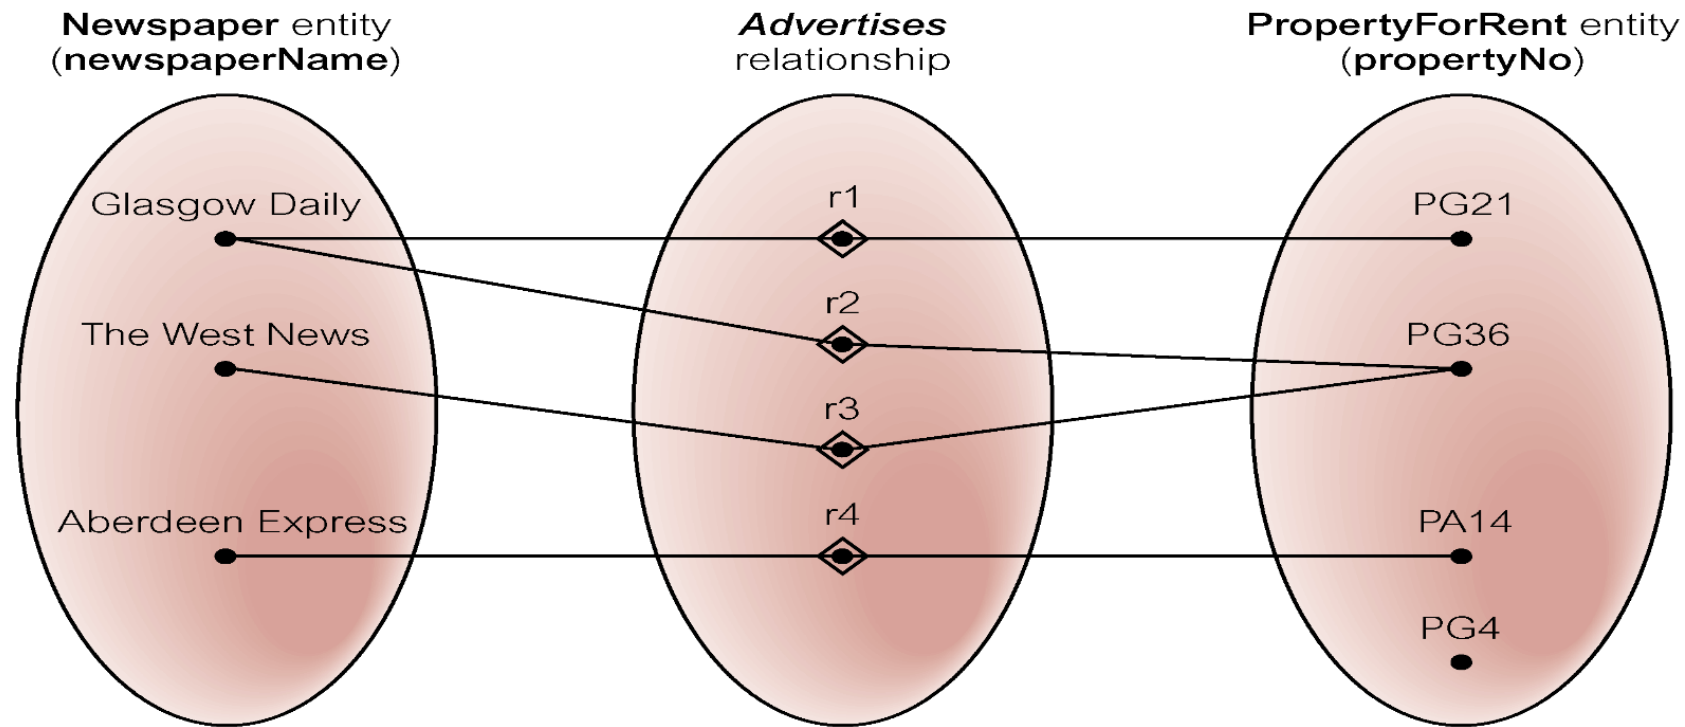 Newspaper entity
(newspaperName)
Advertises
relationship
PropertyForRent entity
(propertyNo)
Glasgow Daily
The West News
Aberdeen Express
r1
r2
r3
r4
PG21
PG36
PA14
PG4